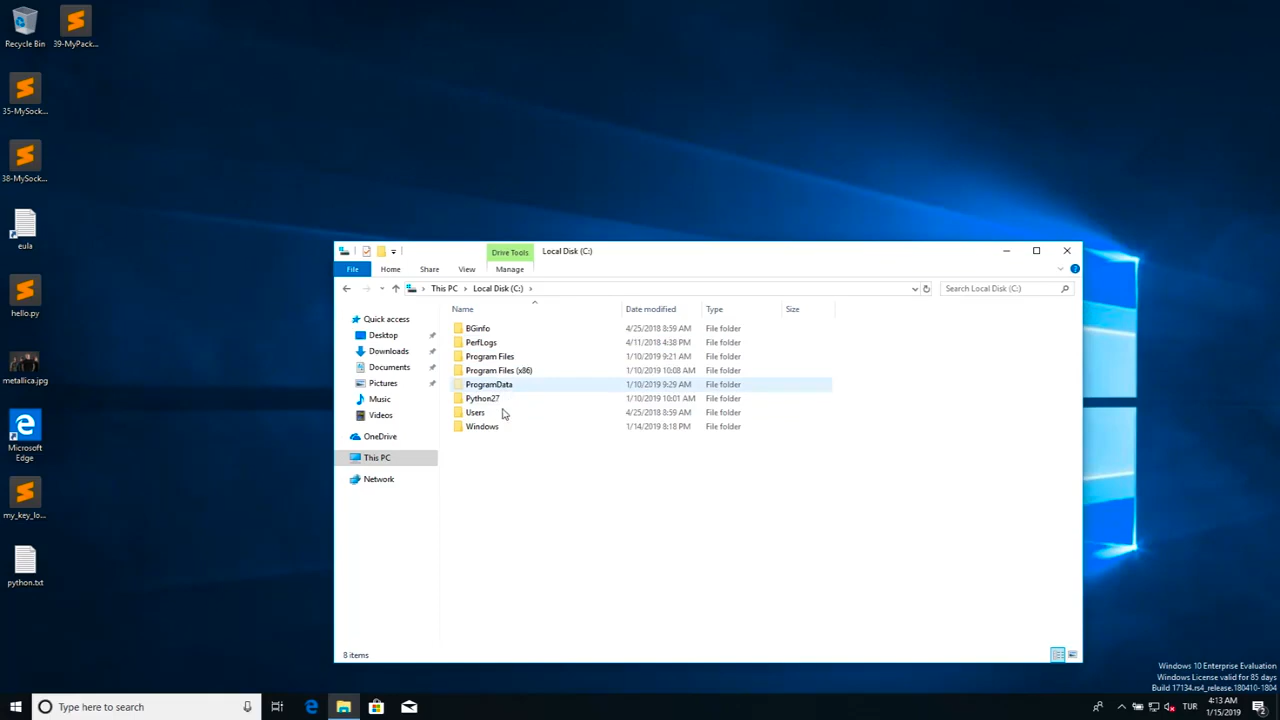 Recycle Bin
39-MyPack...
35-MySock...
38-MySock...
eula
hello.py
metallica.jpg
Microsoft
Edge
my_key_lo...
python.txt
Drive Tools
Local Disk (C:)
File
Home
Share
View
Manage
This PC
Local Disk (C:)
Search Local Disk (C:)
Name
Date modified
Type
Size
Quick access
Desktop
Downloads
Documents
Pictures
Music
Videos
OneDrive
This PC
Network
BGinfo 4/25/2018 8:59 AM File folder
PerfLogs 4/11/2018 4:38 PM File folder
Program Files 1/10/2019 9:21 AM File folder
Program Files (x86) 1/10/2019 10:08 AM File folder
ProgramData 1/10/2019 9:29 AM File folder
Python27 1/10/2019 10:01 AM File folder
Users 4/25/2018 8:59 AM File folder
Windows 1/14/2019 8:18 PM File folder
8 items
Windows 10 Enterprise Evaluation
Windows License valid for 85 days
Build 17134.rs4_release.180410-1804
Type here to search
TUR
4:13 AM
1/15/2019
2